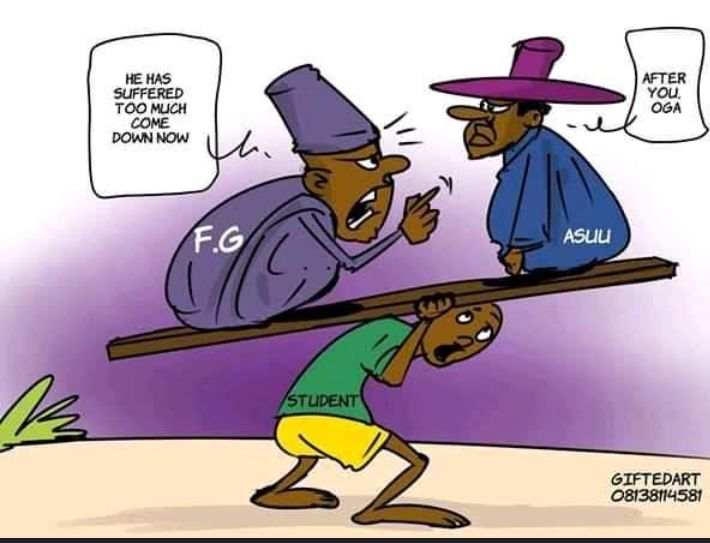 HE HAS
SUFFERED
TOO MUCH
COME
DOWN NOW
AFTER
YOU,
OGA
F.G
ASUU
STUDENT
GIFTEDART
08138114581